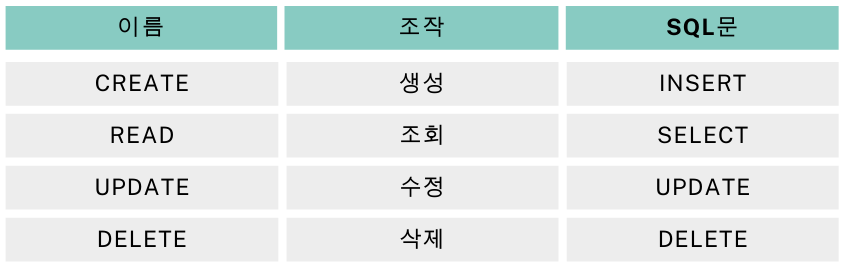 이름 조작 SQL문
CREATE 생성 INSERT
READ 조회 SELECT
UPDATE 수정 UPDATE
DELETE 삭제 DELETE